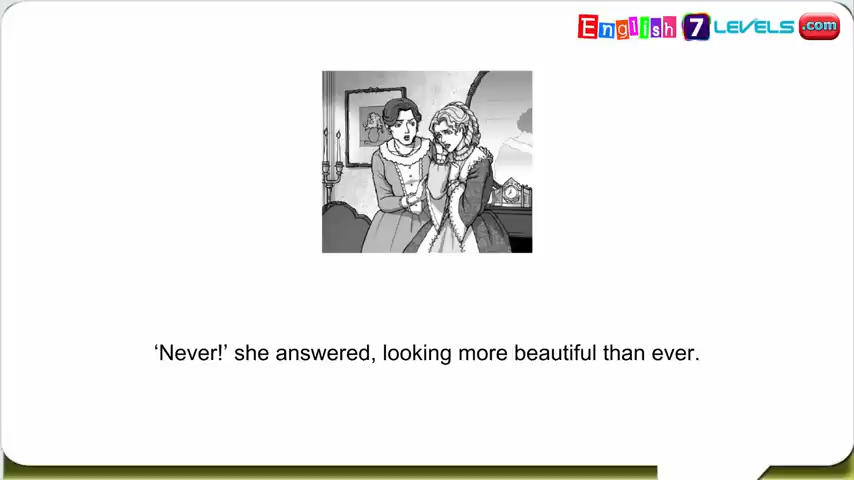 English 7 LEVELS .com
‘Never!’ she answered, looking more beautiful than ever.